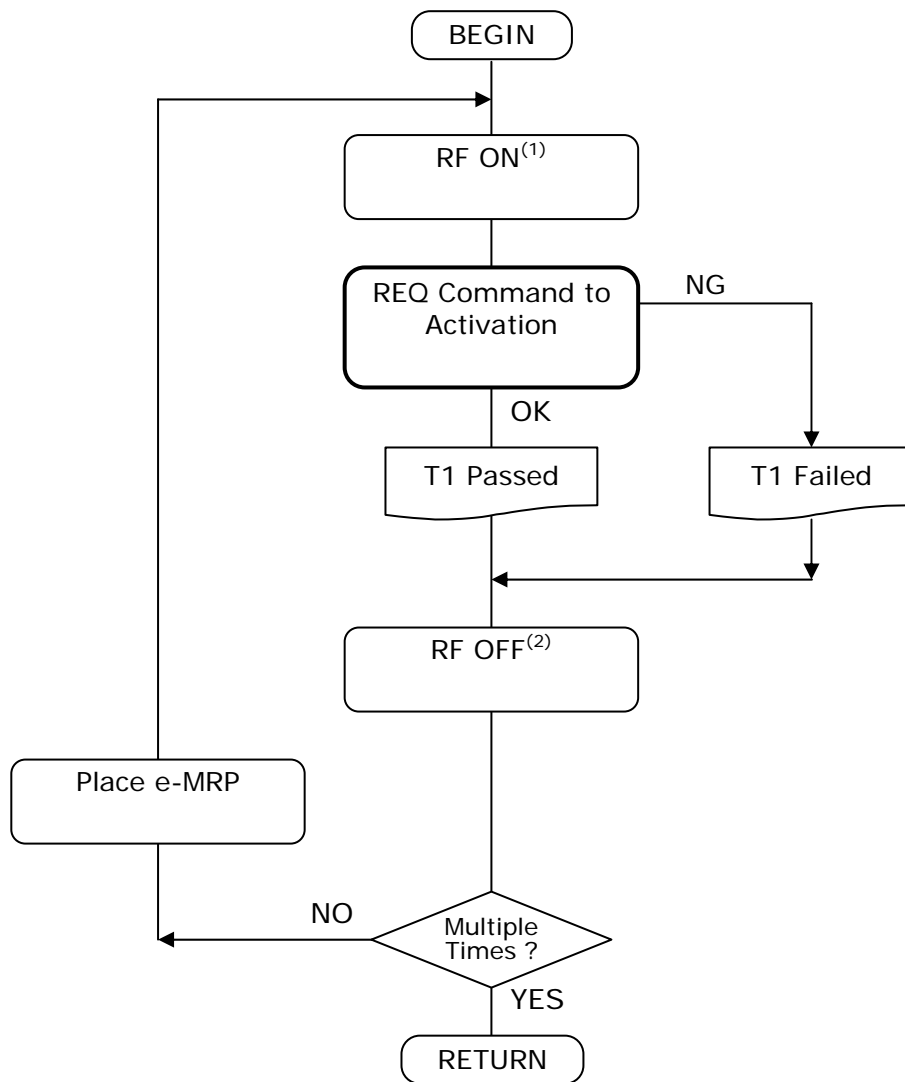 BEGIN
RF ON(1)
REQ Command to
Activation
NG
OK
T1 Passed
T1 Failed
RF OFF(2)
Place e-MRP
NO
Multiple
Times ?
YES
RETURN